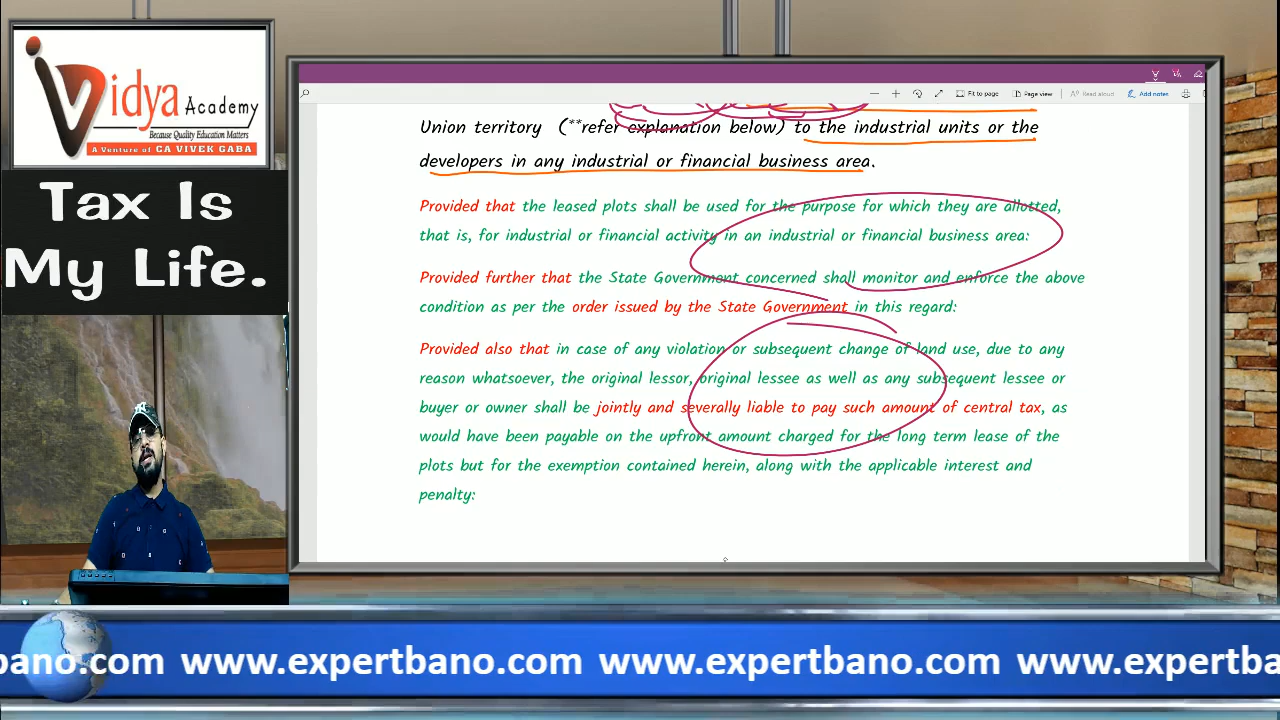 Vidya Academy
Because Quality Education Matters
A Venture of CA VIVEK GABA
Tax Is
My Life.
Fit to page
Page view
Read aloud
Add notes
Union territory (**refer explanation below) to the industrial units or the
developers in any industrial or financial business area.
Provided that the leased plots shall be used for the purpose for which they are allotted,
that is, for industrial or financial activity in an industrial or financial business area:
Provided further that the State Government concerned shall monitor and enforce the above
condition as per the order issued by the State Government in this regard:
Provided also that in case of any violation or subsequent change of land use, due to any
reason whatsoever, the original lessor, original lessee as well as any subsequent lessee or
buyer or owner shall be jointly and severally liable to pay such amount of central tax, as
would have been payable on the upfront amount charged for the long term lease of the
plots but for the exemption contained herein, along with the applicable interest and
penalty:
bano.com www.expertbano.com www.expertbano.com www.expertba